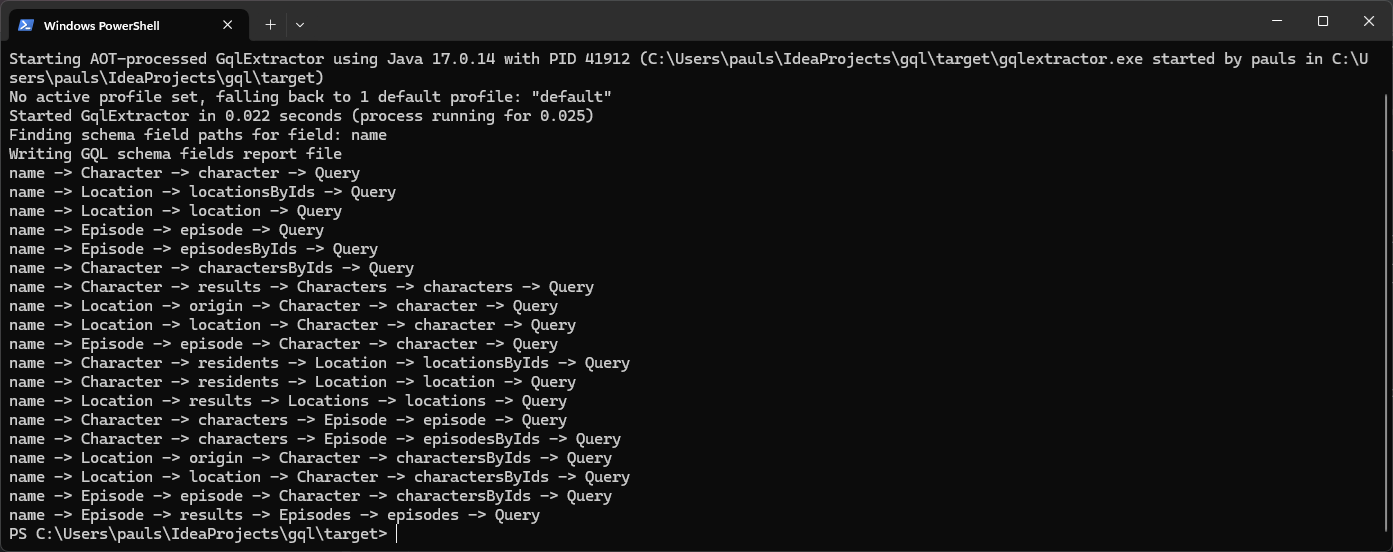 Windows PowerShell
Starting AOT-processed GqlExtractor using Java 17.0.14 with PID 41912 (C:\Users\pauls\IdeaProjects\gql\target\gqlextractor.exe started by pauls in C:\U
sers\pauls\IdeaProjects\gql\target)
No active profile set, falling back to 1 default profile: "default"
Started GqlExtractor in 0.022 seconds (process running for 0.025)
Finding schema field paths for field: name
Writing GQL schema fields report file
name -> Character -> character -> Query
name -> Location -> locationsByIds -> Query
name -> Location -> location -> Query
name -> Episode -> episode -> Query
name -> Episode -> episodesByIds -> Query
name -> Character -> charactersByIds -> Query
name -> Character -> results -> Characters -> characters -> Query
name -> Location -> origin -> Character -> character -> Query
name -> Location -> location -> Character -> character -> Query
name -> Episode -> episode -> Character -> character -> Query
name -> Character -> residents -> Location -> locationsByIds -> Query
name -> Character -> residents -> Location -> location -> Query
name -> Location -> results -> Locations -> locations -> Query
name -> Character -> characters -> Episode -> episode -> Query
name -> Character -> characters -> Episode -> episodesByIds -> Query
name -> Location -> origin -> Character -> charactersByIds -> Query
name -> Location -> location -> Character -> charactersByIds -> Query
name -> Episode -> episode -> Character -> charactersByIds -> Query
name -> Episode -> results -> Episodes -> episodes -> Query
PS C:\Users\pauls\IdeaProjects\gql\target>